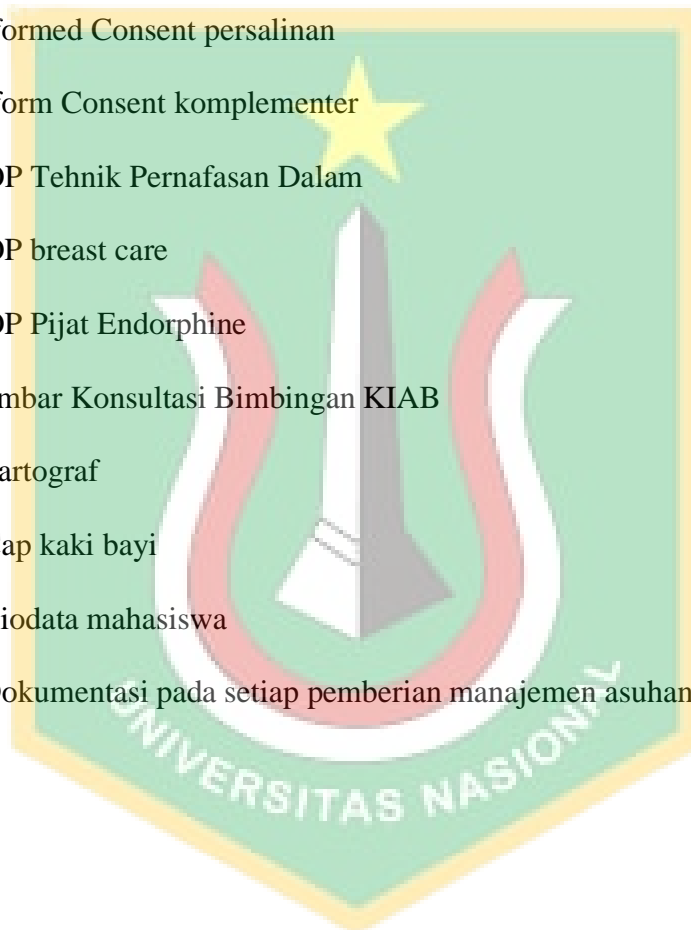 formed Consent persalinan
form Consent komplementer
OP Tehnik Pernafasan Dalam
OP breast care
OP Pijat Endorphine
mbar Konsultasi Bimbingan KIAB
artograf
ap kaki bayi
iodata mahasiswa
Dokumentasi pada setiap pemberian manajemen asuhan
UNIVERSITAS NASIONAL